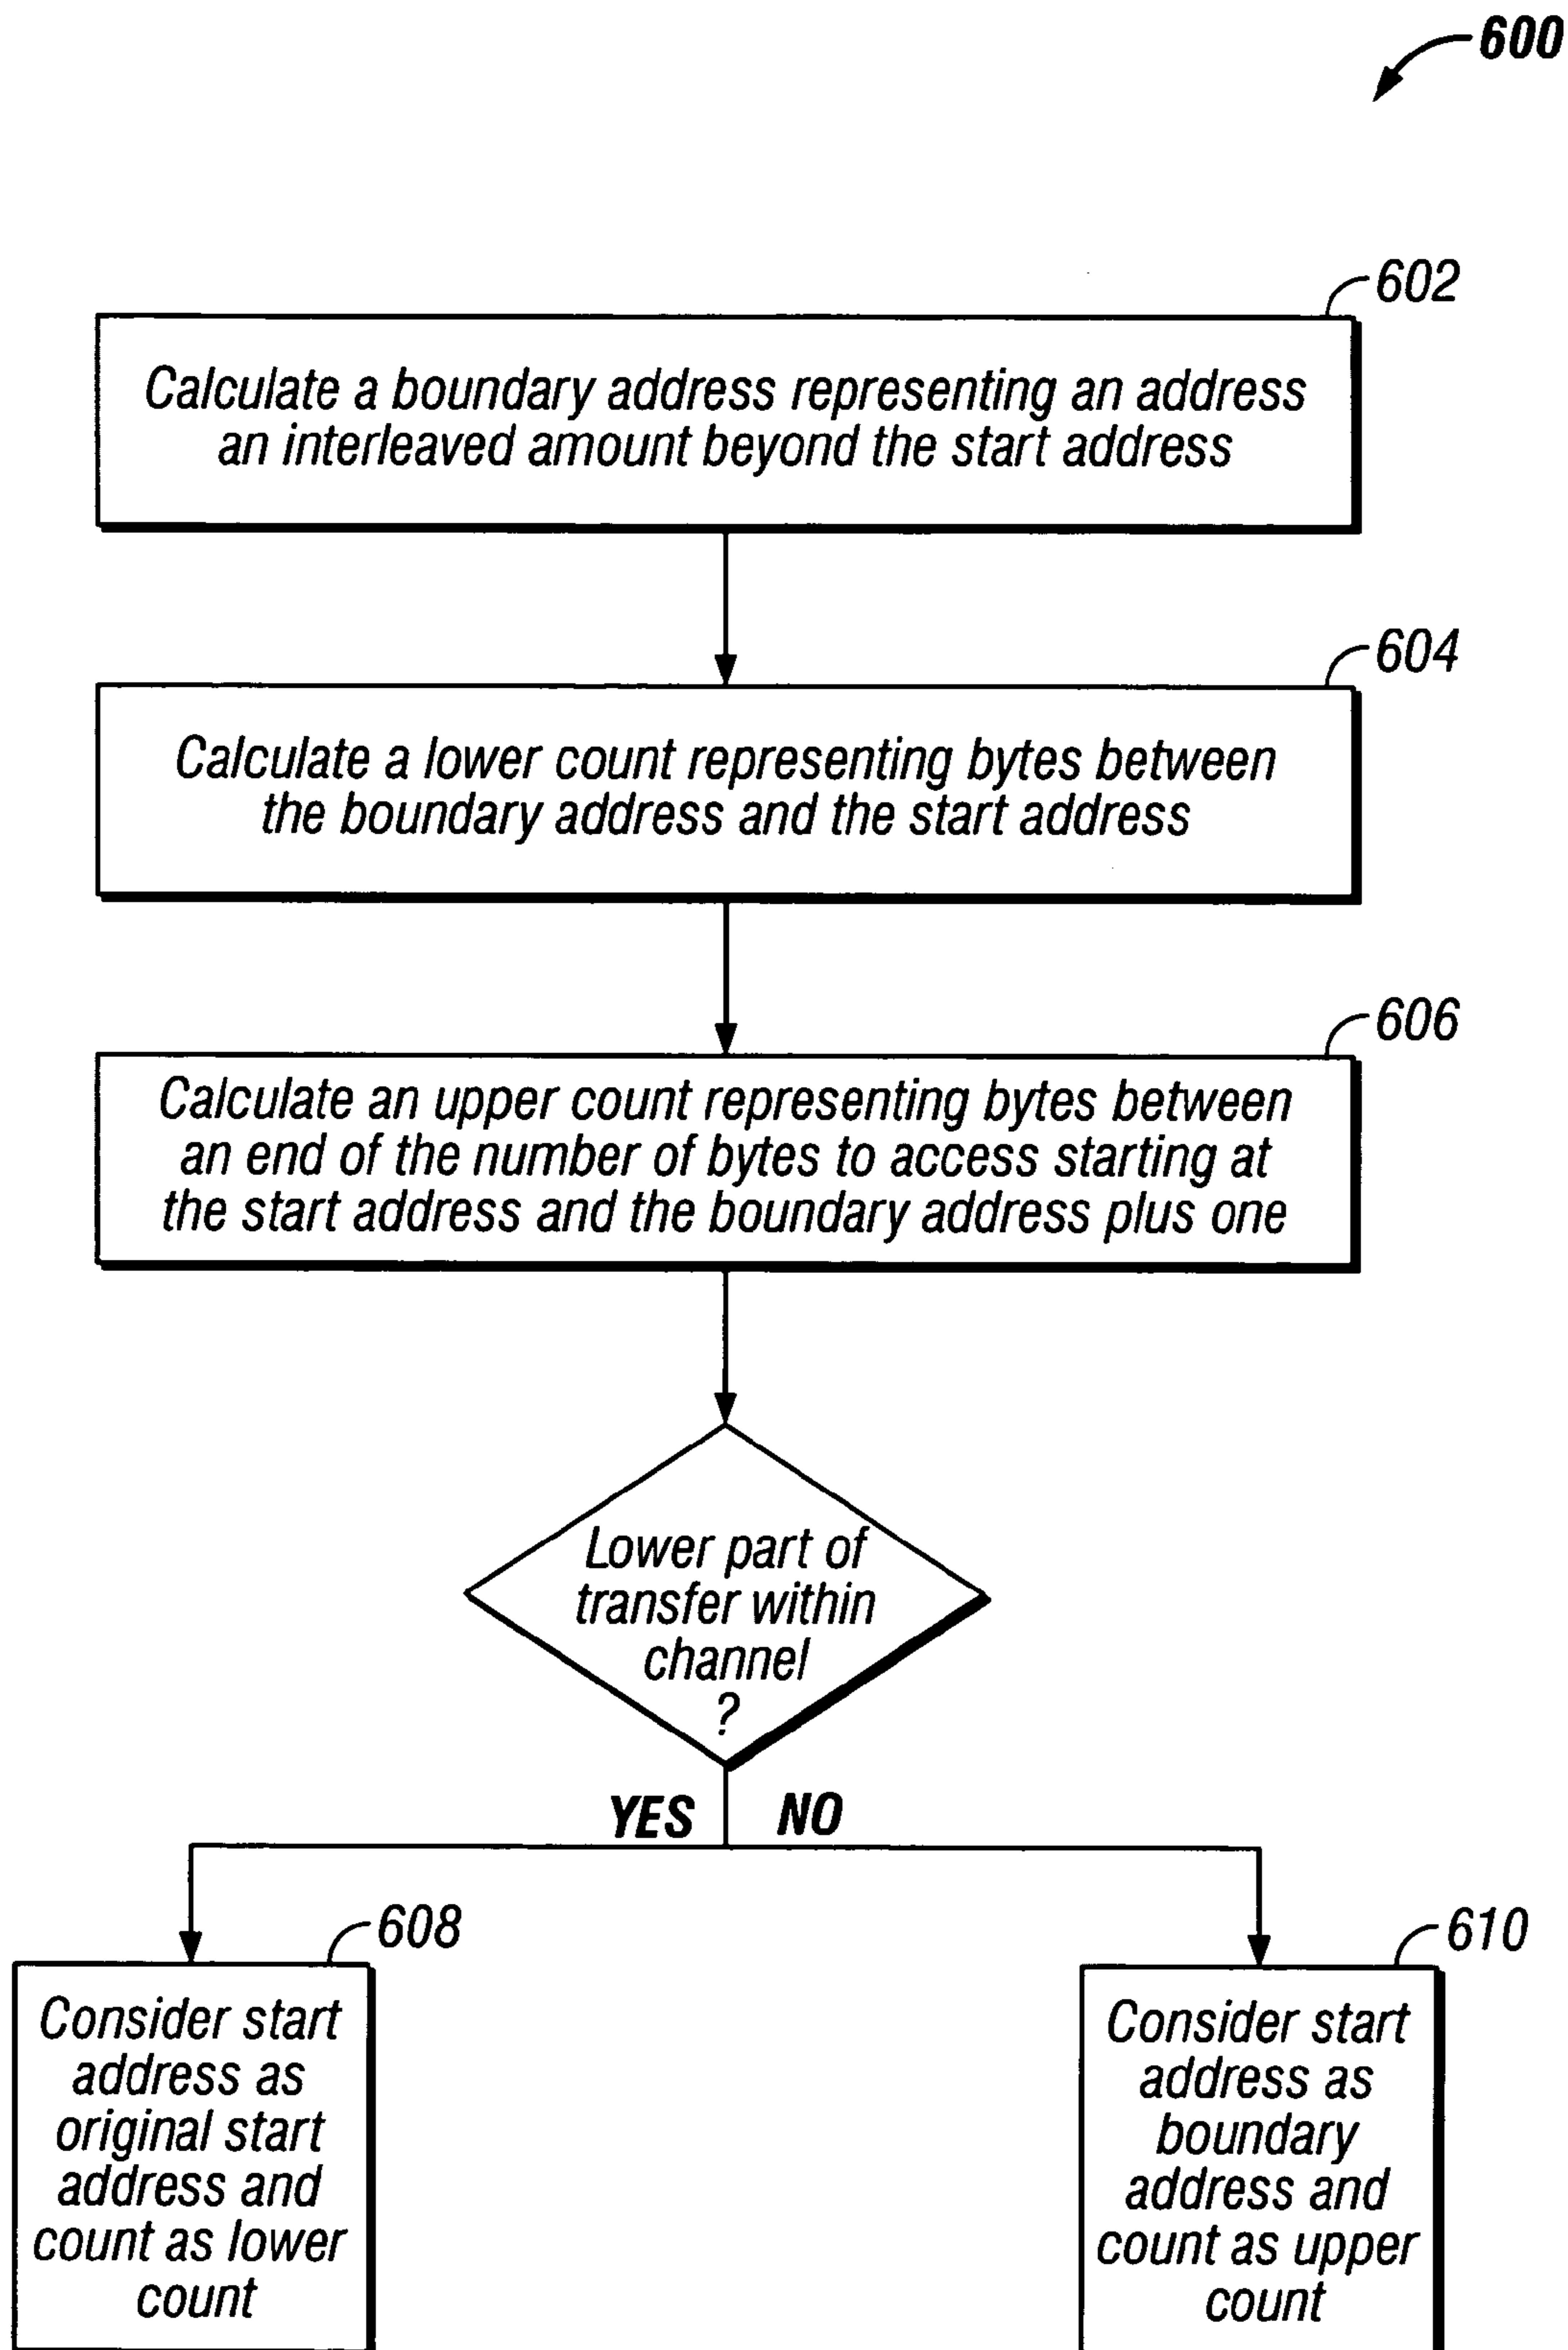 600
602
Calculate a boundary address representing an address
an interleaved amount beyond the start address
604
Calculate a lower count representing bytes between
the boundary address and the start address
606
Calculate an upper count representing bytes between
an end of the number of bytes to access starting at
the start address and the boundary address plus one
Lower part of
transfer within
channel
?
YES
NO
608
Consider start
address as
original start
address and
count as lower
count
610
Consider start
address as
boundary
address and
count as upper
count